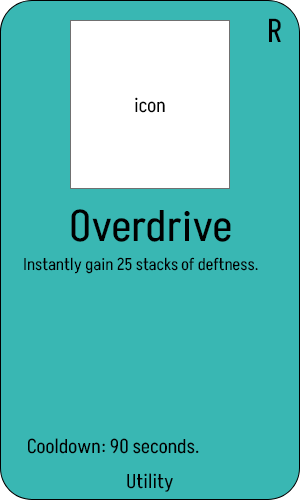 R
icon
Overdrive
Instantly gain 25 stacks of deftness.
Cooldown: 90 seconds.
Utility